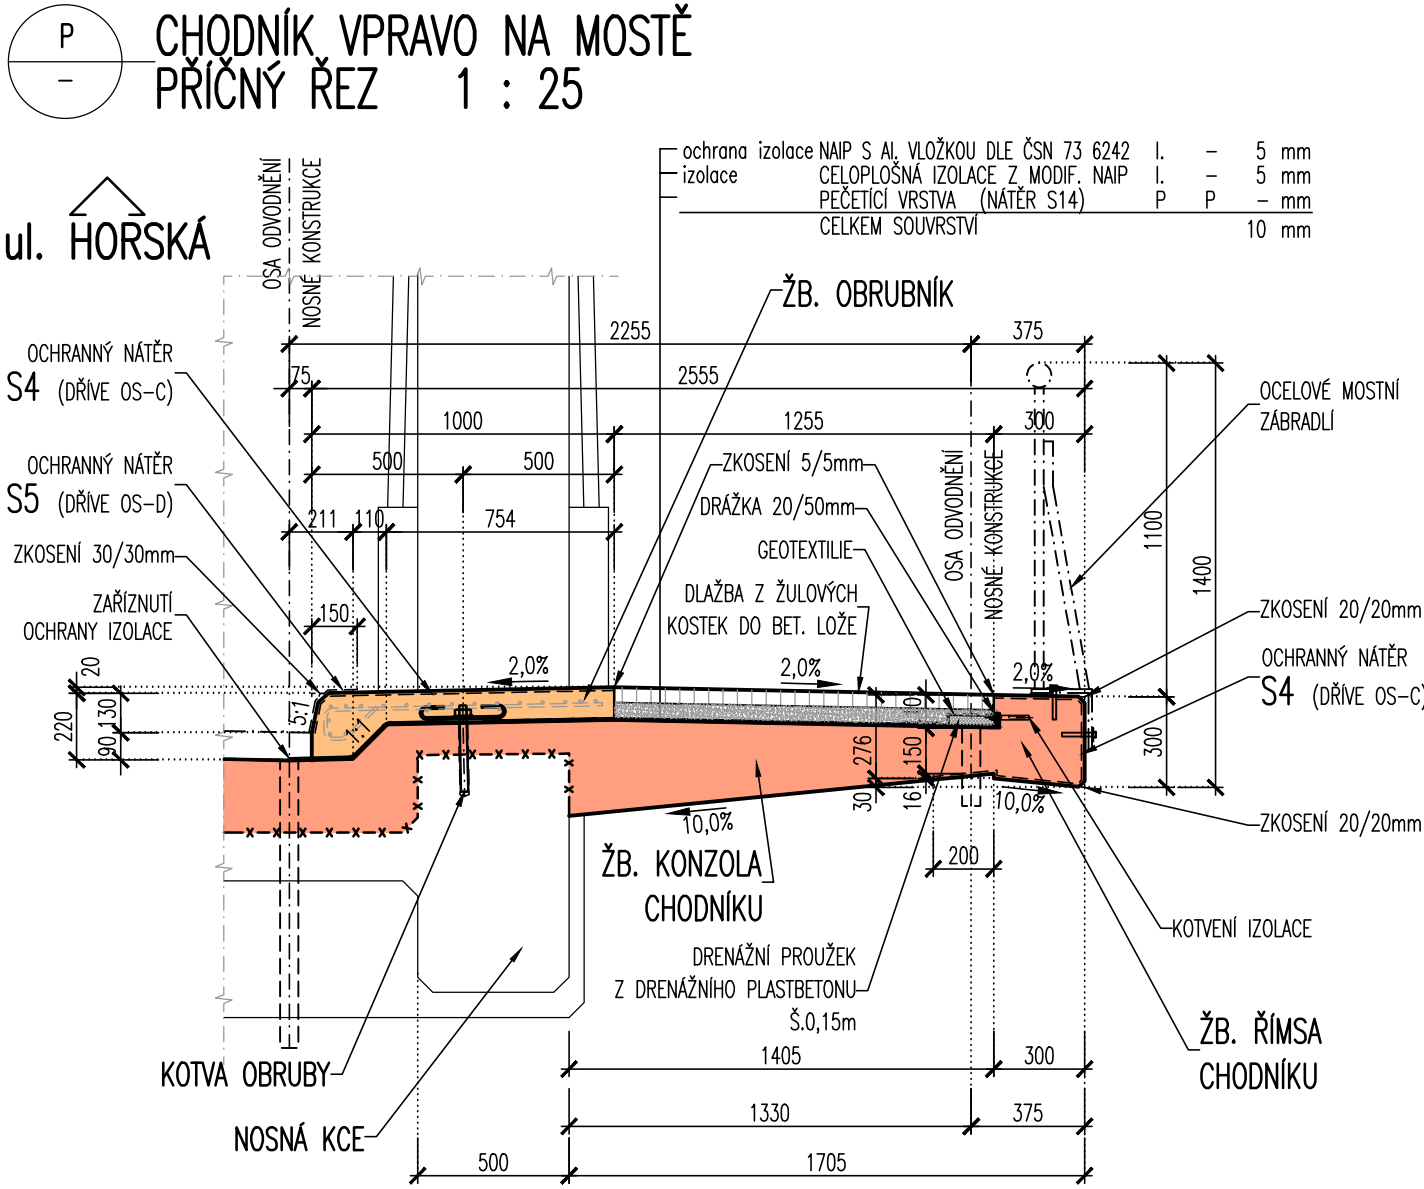 P
-
CHODNÍK VPRAVO NA MOSTĚ
PŘÍČNÝ ŘEZ 1 : 25
ul. HORSKÁ
ochrana izolace NAIP S Al. VLOŽKOU DLE ČSN 73 6242 I. - 5 mm
izolace CELOPLOŠNÁ IZOLACE Z MODIF. NAIP I. - 5 mm
PEČETÍCÍ VRSTVA (NÁTĚR S14) P P - mm
CELKEM SOUVRSTVÍ 10 mm
OSA ODVODNĚNÍ
NOSNÉ KONSTRUKCE
ŽB. OBRUBNÍK
2255
375
75
2555
1000
1255
300
500
500
211
110
754
150
OCHRANNÝ NÁTĚR
S4 (DŘÍVE OS-C)
OCHRANNÝ NÁTĚR
S5 (DŘÍVE OS-D)
ZKOSENÍ 30/30mm
ZAŘÍZNUTÍ
OCHRANY IZOLACE
ZKOSENÍ 5/5mm
DRÁŽKA 20/50mm
GEOTEXTILIE
DLAŽBA Z ŽULOVÝCH
KOSTEK DO BET. LOŽE
OSA ODVODNĚNÍ
NOSNÉ KONSTRUKCE
OCELOVÉ MOSTNÍ
ZÁBRADLÍ
1100
1400
300
ZKOSENÍ 20/20mm
OCHRANNÝ NÁTĚR
S4 (DŘÍVE OS-C)
ZKOSENÍ 20/20mm
20
220
130
90
5:1
2,0%
2,0%
2,0%
276
30
150
16
10,0%
10,0%
200
ŽB. KONZOLA
CHODNÍKU
DRENÁŽNÍ PROUŽEK
Z DRENÁŽNÍHO PLASTBETONU
Š.0,15m
KOTVENÍ IZOLACE
ŽB. ŘÍMSA
CHODNÍKU
KOTVA OBRUBY
NOSNÁ KCE
1405
300
1330
375
500
1705